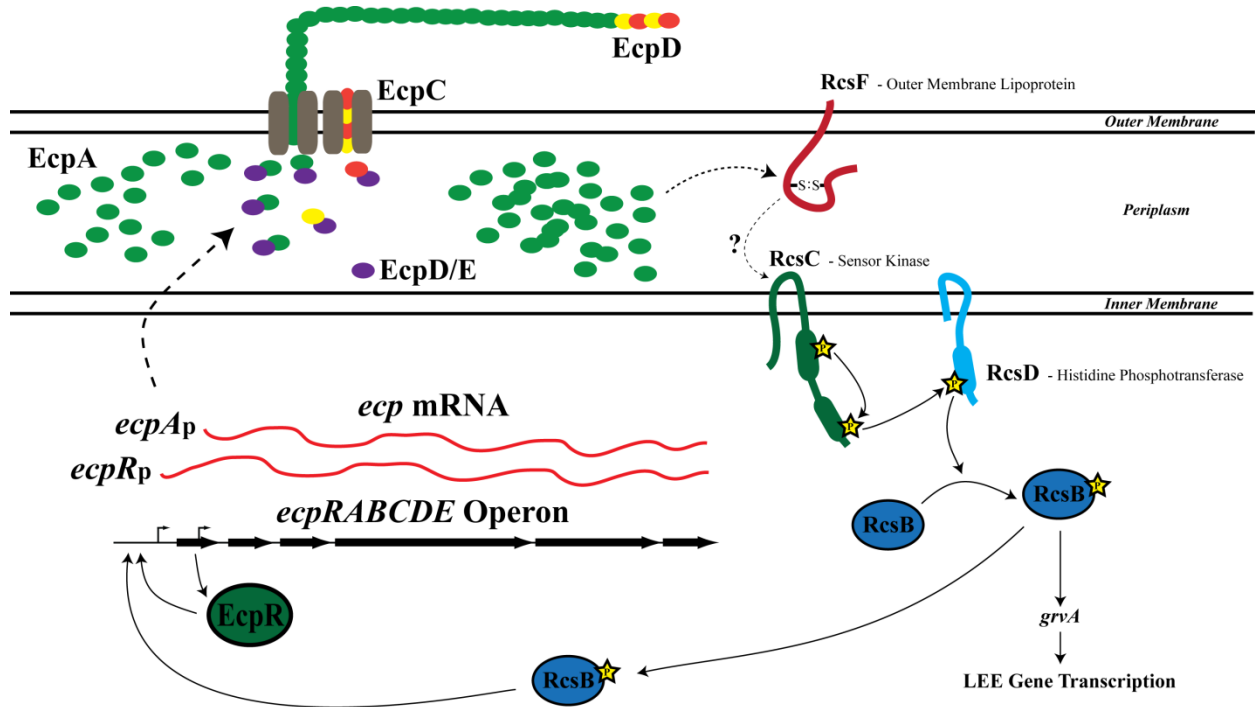 EcpD
EcpC
RcsF - Outer Membrane Lipoprotein
Outer Membrane
EcpA
S:S
Periplasm
?
EcpD/E
RcsC - Sensor Kinase
Inner Membrane
P
P
P
RcsD - Histidine Phosphotransferase
ecp mRNA
ecpAp
ecpRp
ecpRABCDE Operon
RcsB
RcsB
P
EcpR
grvA
RcsB
P
LEE Gene Transcription